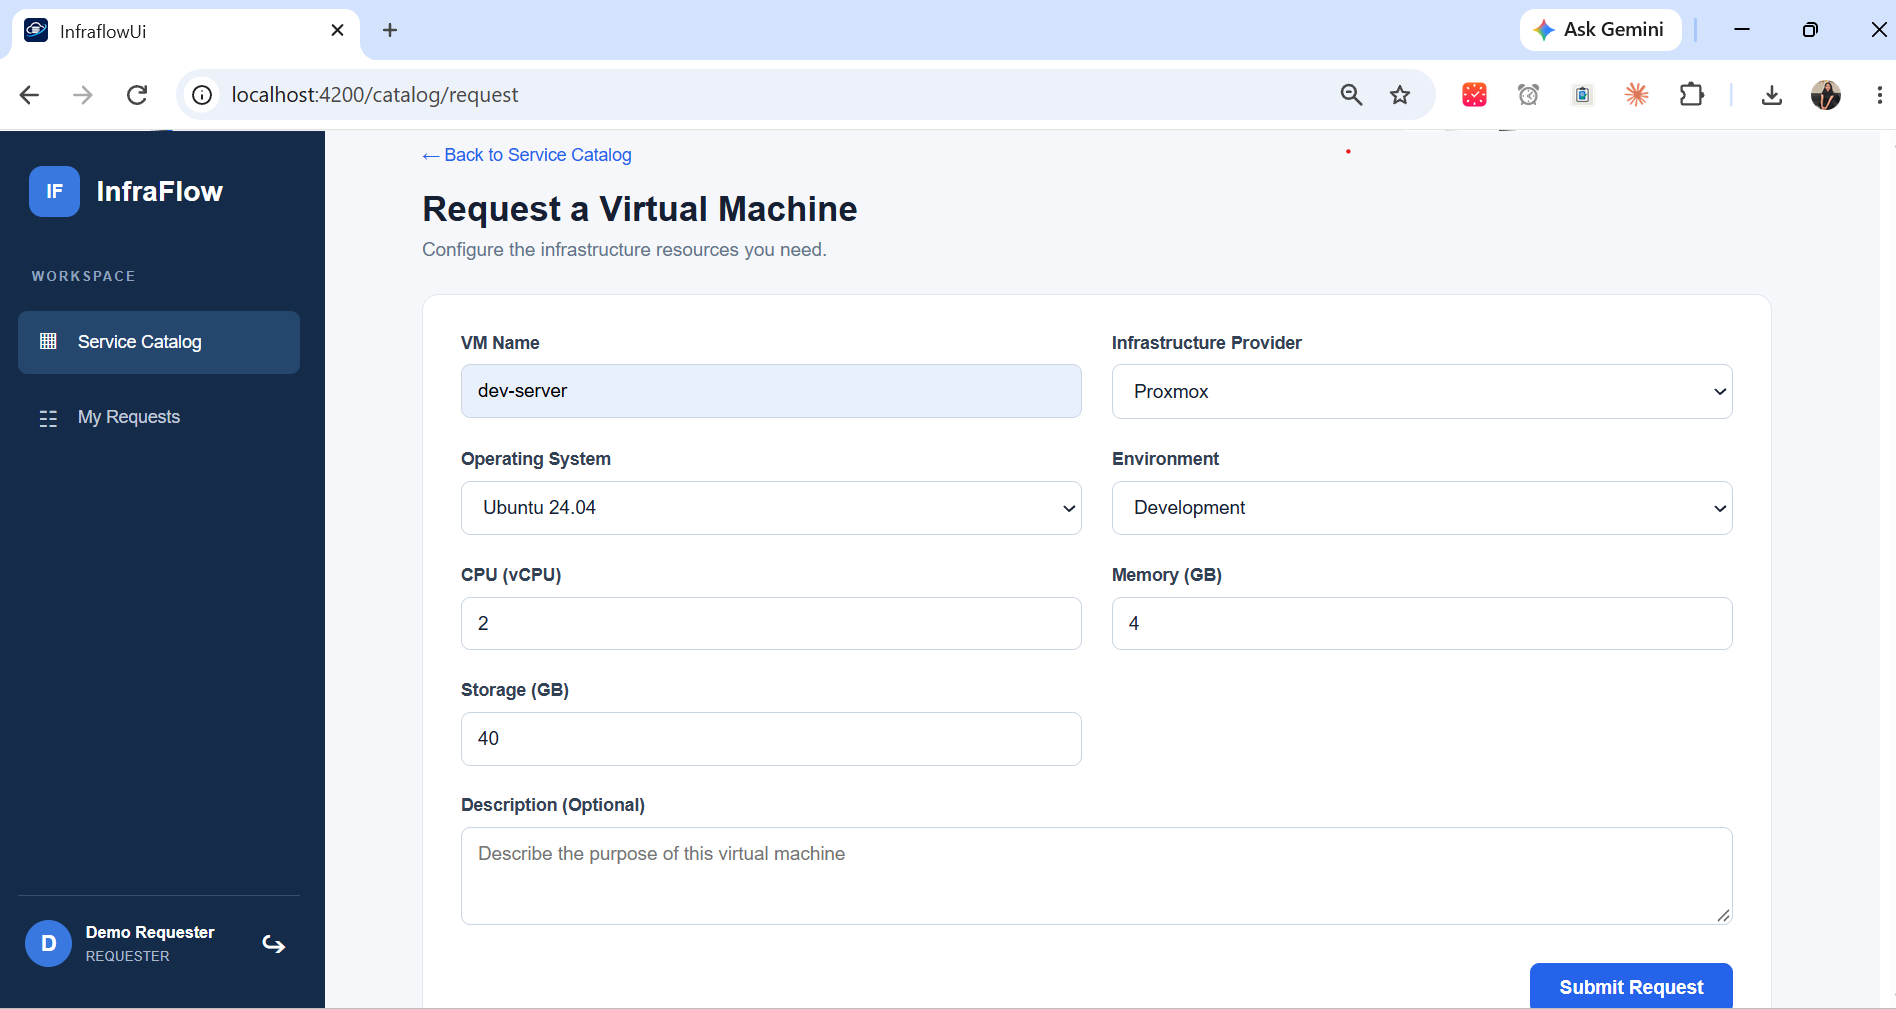 InfraflowUi
Ask Gemini
localhost:4200/catalog/request
IF InfraFlow
WORKSPACE
Service Catalog
My Requests
Demo Requester
D
REQUESTER
← Back to Service Catalog
Request a Virtual Machine
Configure the infrastructure resources you need.
VM Name
dev-server
Infrastructure Provider
Proxmox
Operating System
Ubuntu 24.04
Environment
Development
CPU (vCPU)
2
Memory (GB)
4
Storage (GB)
40
Description (Optional)
Describe the purpose of this virtual machine
Submit Request